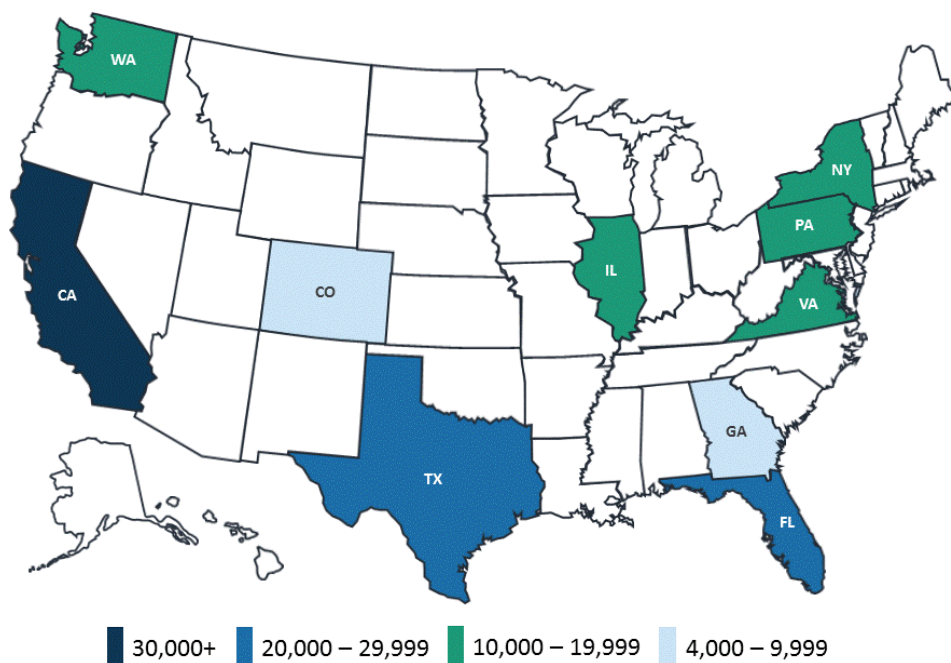 WA
NY
PA
IL
CA
CO
VA
GA
TX
FL
30,000+ 20,000 – 29,999 10,000 – 19,999 4,000 – 9,999